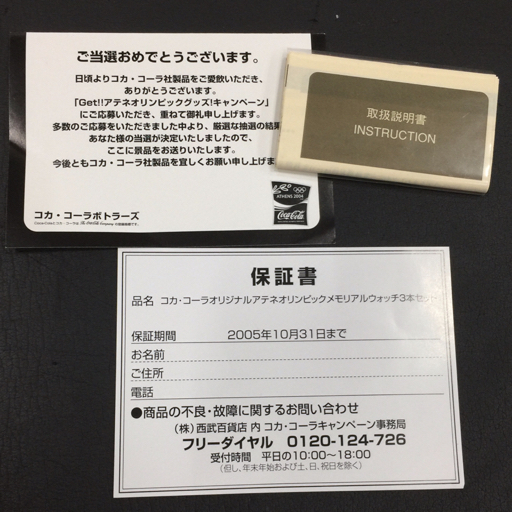 ご当選おめでとうございます。
日頃よりコカ・コーラ社製品をご愛飲いただき、
ありがとうございます。
「Get!!アテネオリンピックグッズ!キャンペーン」
にご応募いただき、重ねて御礼申し上げます。
多数のご応募をいただきました中より、厳選な抽選の結果
あなた様の当選が決定いたしましたので、
ここに景品をお送りいたします。
今後ともコカ・コーラ社製品を宜しくお願い申し上げま
ATHENS 2004
Coca-Cola
コカ・コーラボトラーズ
取扱説明書
INSTRUCTION
保証書
品名 コカ・コーラオリジナルアテネオリンピックメモリアルウォッチ3本セット
保証期間 2005年10月31日まで
お名前
ご住所
電話
●商品の不良・故障に関するお問い合わせ
(株)西武百貨店 内 コカ・コーラキャンペーン事務局
フリーダイヤル 0120-124-726
受付時間 平日の10:00〜18:00
(但し、年末年始および土、日、祝日を除く)